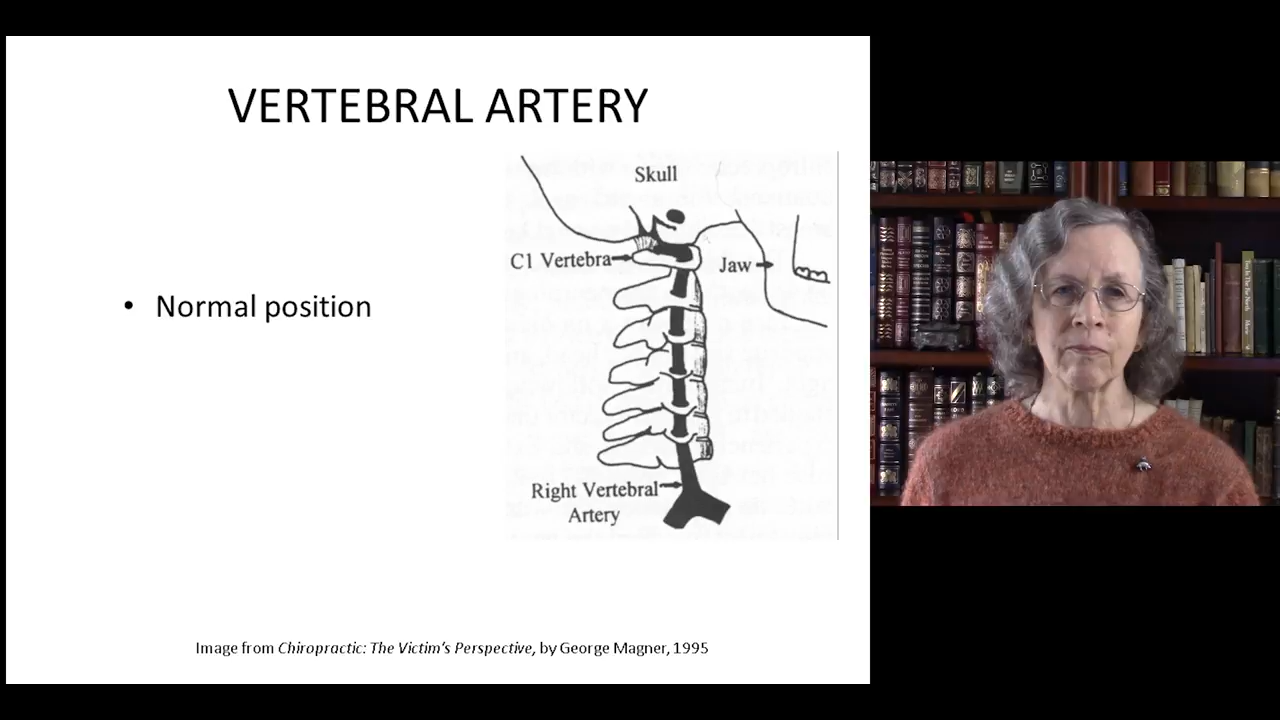 VERTEBRAL ARTERY
• Normal position
Skull
C1 Vertebra
Jaw
Right Vertebral
Artery
Image from Chiropractic: The Victim's Perspective, by George Magner, 1995